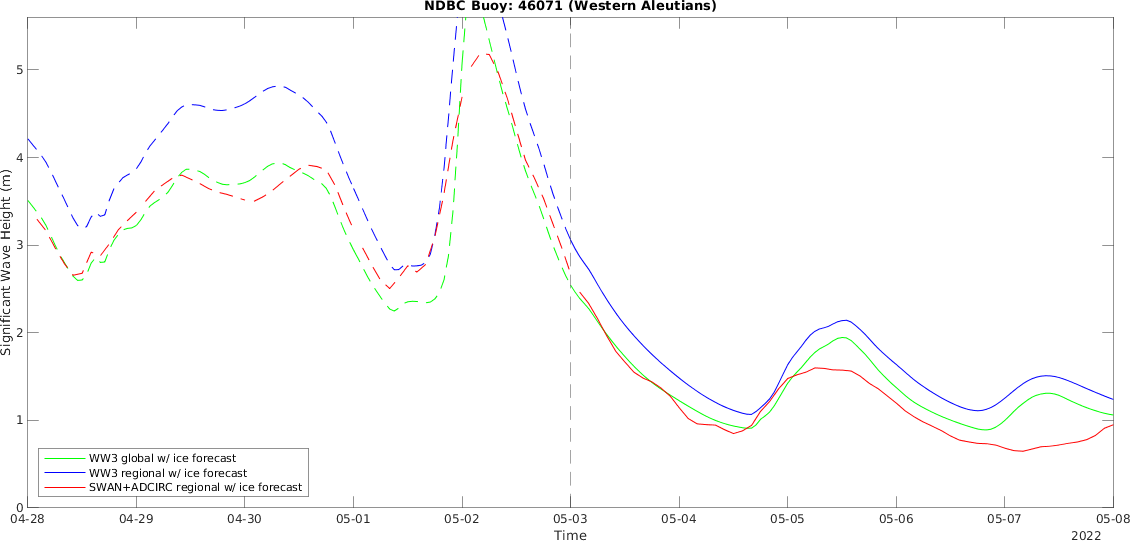 NDBC Buoy: 46071 (Western Aleutians)
Significant Wave Height (m)
5
4
3
2
1
0
WW3 global w/ ice forecast
WW3 regional w/ ice forecast
SWAN+ADCIRC regional w/ ice forecast
04-28 04-29 04-30 05-01 05-02 05-03 05-04 05-05 05-06 05-07 05-08
Time
2022